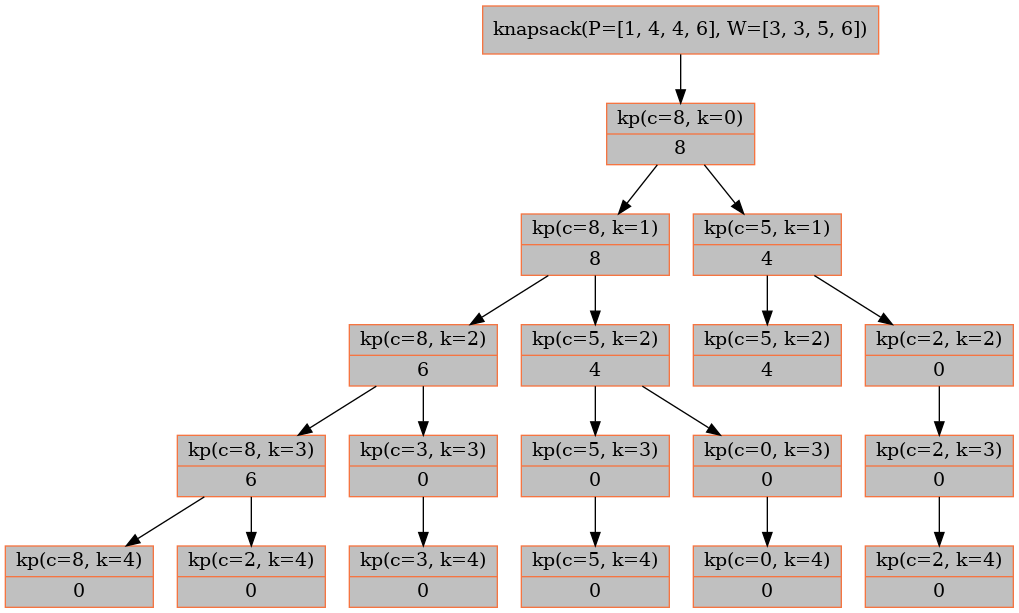 knapsack(P=[1, 4, 4, 6], W=[3, 3, 5, 6])
kp(c=8, k=0)
8
kp(c=8, k=1)
8
kp(c=5, k=1)
4
kp(c=8, k=2)
6
kp(c=5, k=2)
4
kp(c=5, k=2)
4
kp(c=2, k=2)
0
kp(c=8, k=3)
6
kp(c=3, k=3)
0
kp(c=5, k=3)
0
kp(c=0, k=3)
0
kp(c=2, k=3)
0
kp(c=8, k=4)
0
kp(c=2, k=4)
0
kp(c=3, k=4)
0
kp(c=5, k=4)
0
kp(c=0, k=4)
0
kp(c=2, k=4)
0